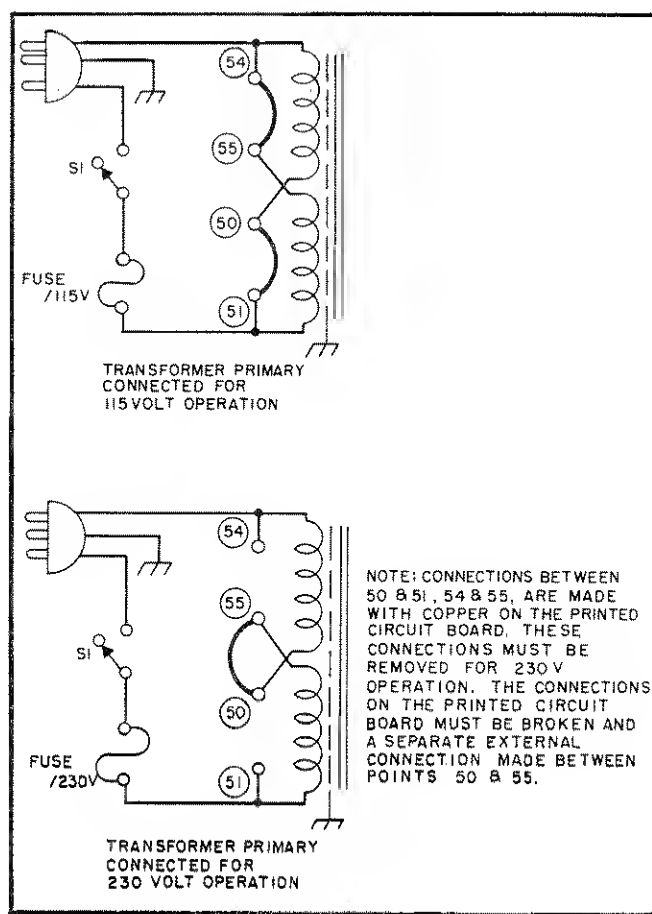 54
55
S1
50
FUSE
/115V
51
TRANSFORMER PRIMARY
CONNECTED FOR
115 VOLT OPERATION
54
55
S1
50
FUSE
/230V
51
TRANSFORMER PRIMARY
CONNECTED FOR
230 VOLT OPERATION
NOTE: CONNECTIONS BETWEEN
50 & 51, 54 & 55, ARE MADE
WITH COPPER ON THE PRINTED
CIRCUIT BOARD. THESE
CONNECTIONS MUST BE
REMOVED FOR 230 V
OPERATION. THE CONNECTIONS
ON THE PRINTED CIRCUIT
BOARD MUST BE BROKEN AND
A SEPARATE EXTERNAL
CONNECTION MADE BETWEEN
POINTS 50 & 55.